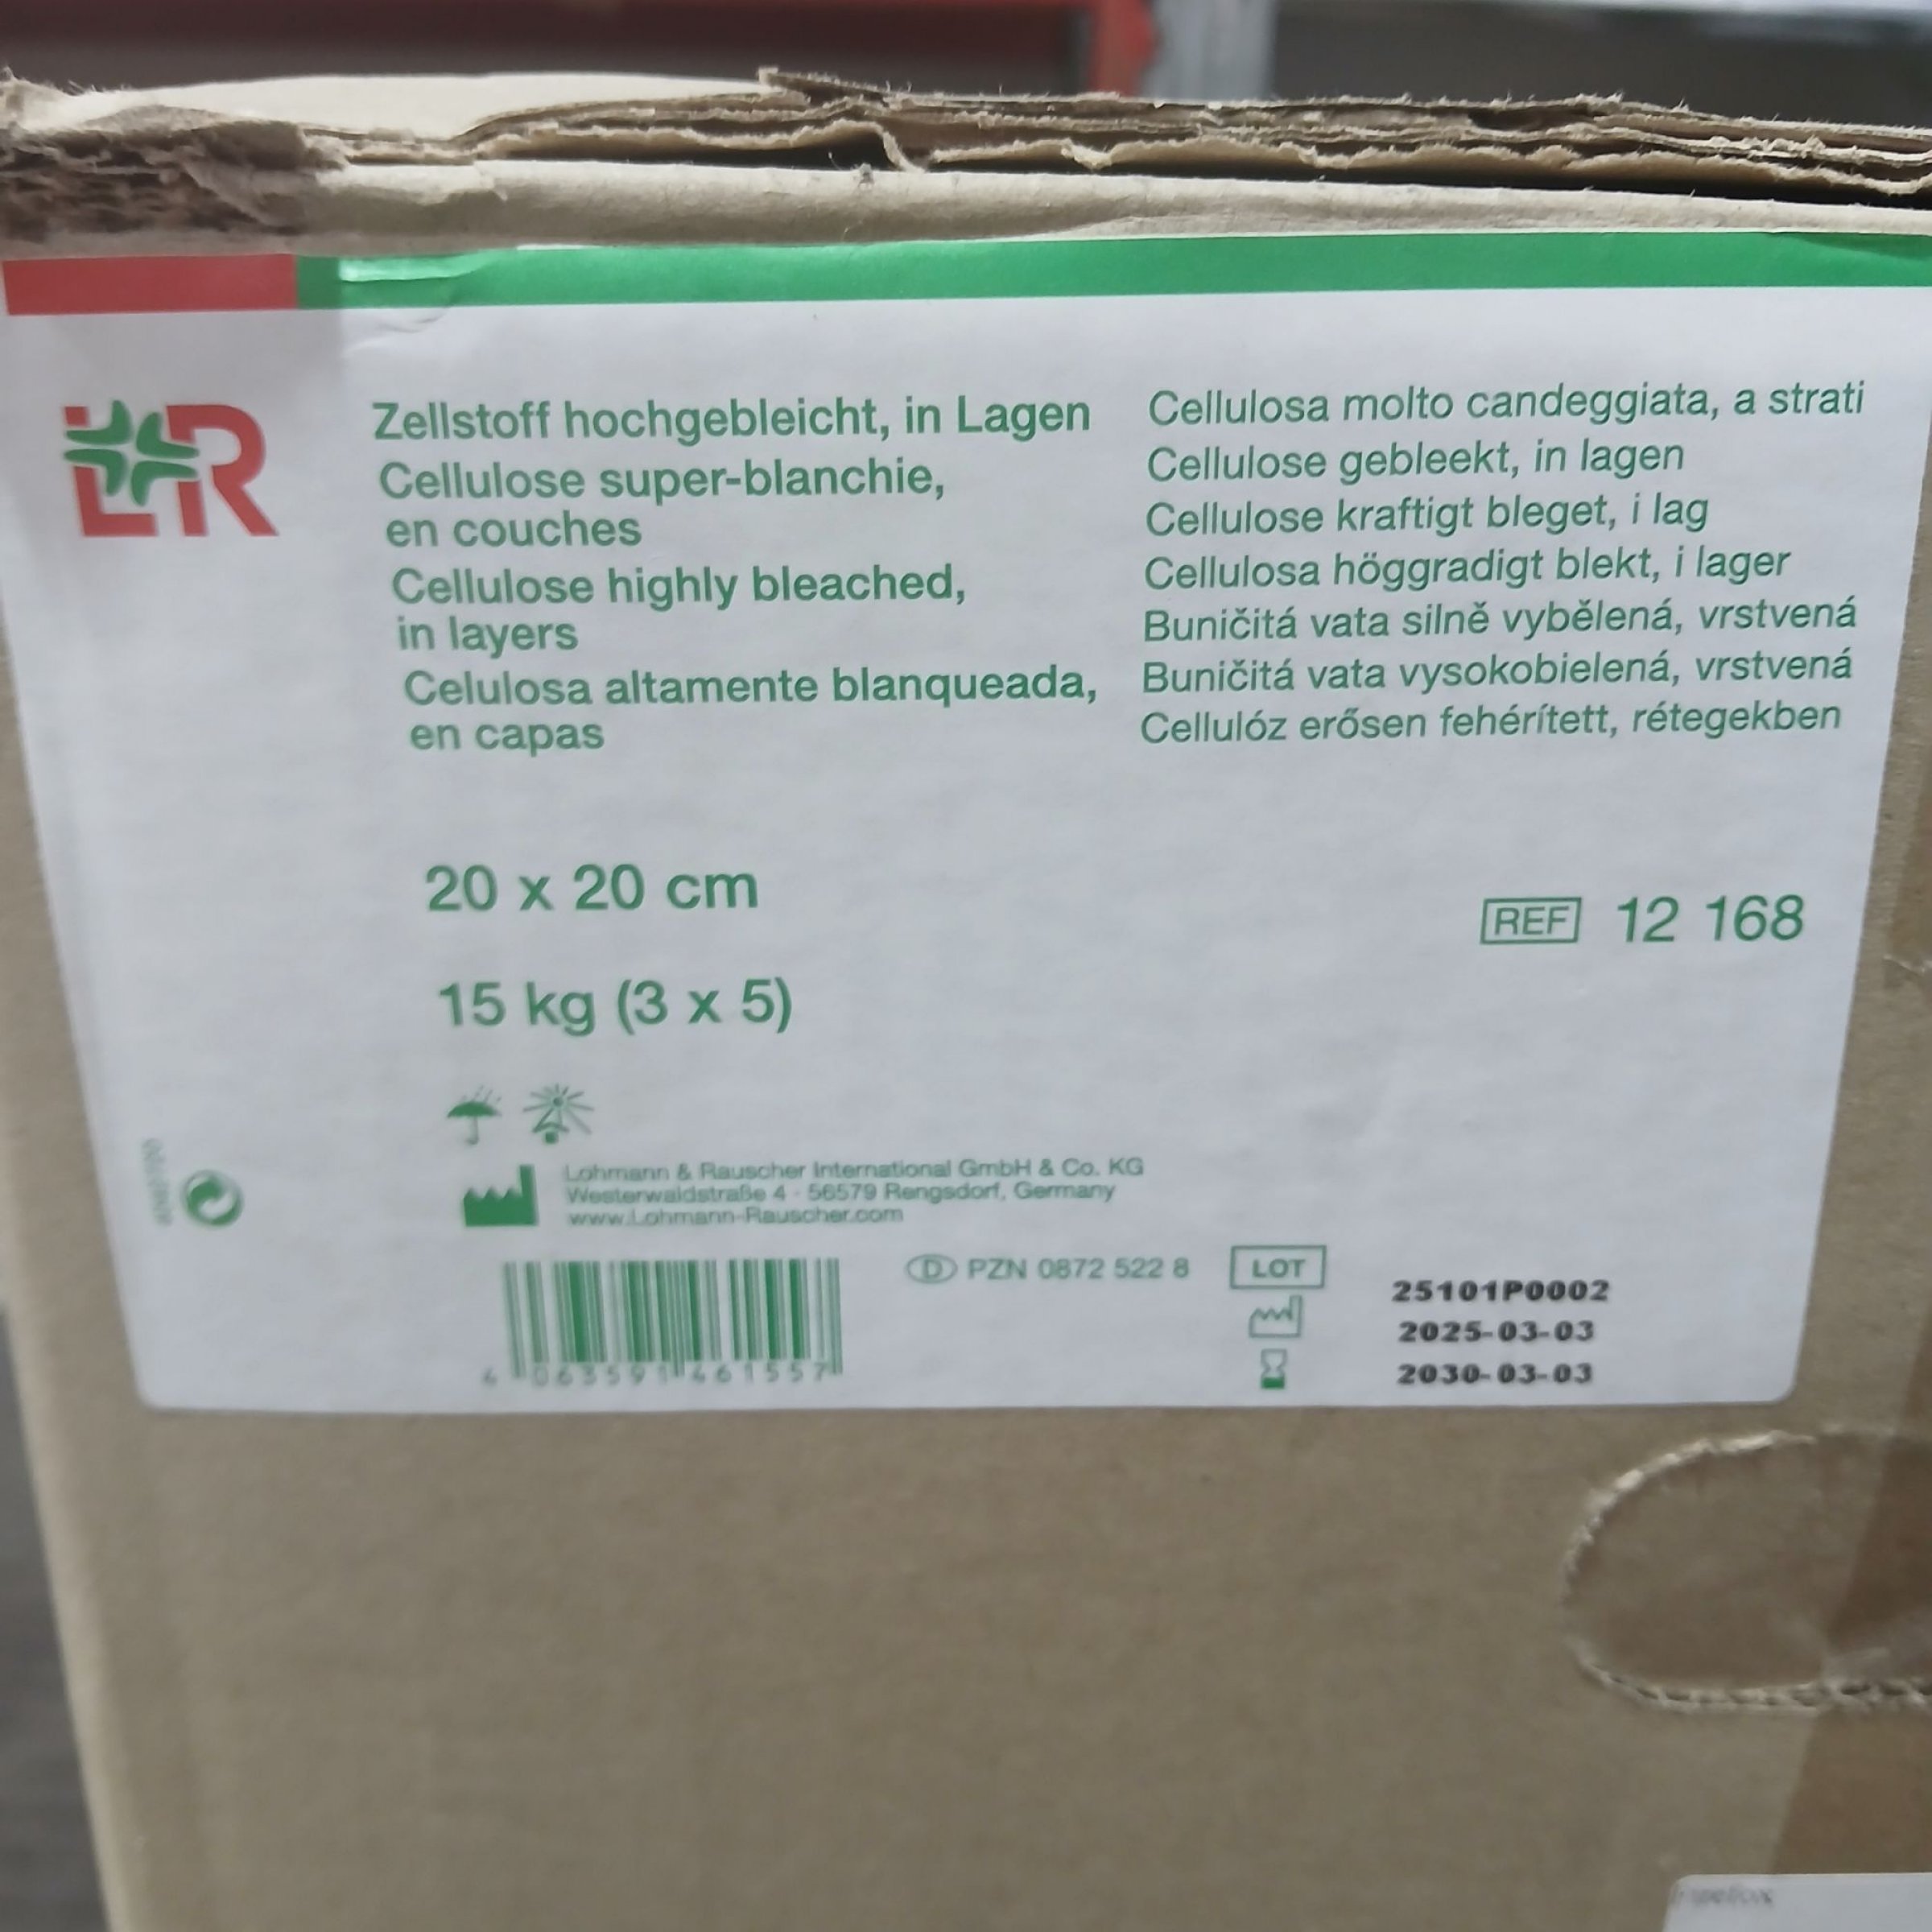 L&R
Zellstoff hochgebleicht, in Lagen
Cellulose super-blanchie,
en couches
Cellulose highly bleached,
in layers
Celulosa altamente blanqueada,
en capas
Cellulosa molto candeggiata, a strati
Cellulose gebleekt, in lagen
Cellulose kraftigt bleget, i lag
Cellulosa höggradigt blekt, i lager
Buničitá vata silně vybělená, vrstvená
Buničitá vata vysokobielená, vrstvená
Cellulóz erősen fehérített, rétegekben
20 x 20 cm
15 kg (3 x 5)
REF 12 168
Lohmann & Rauscher International GmbH & Co. KG
Westerwaldstraße 4 - 56579 Rengsdorf, Germany
www.Lohmann-Rauscher.com
4 063591 461557
D PZN 0872 522 8
LOT 25101P0002
2025-03-03
2030-03-03